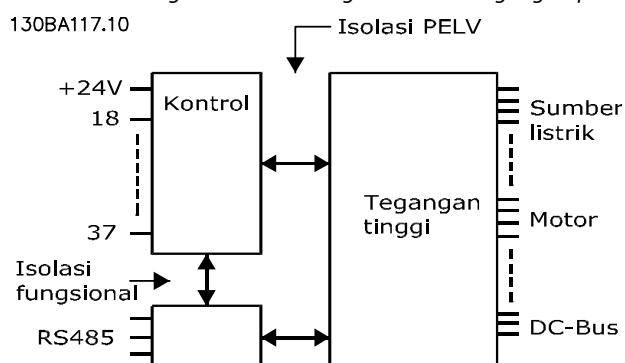 130BA117.10
Isolasi PELV
+24V
Kontrol
18
Sumber
listrik
Tegangan
tinggi
37
Motor
Isolasi
fungsional
RS485
DC-Bus